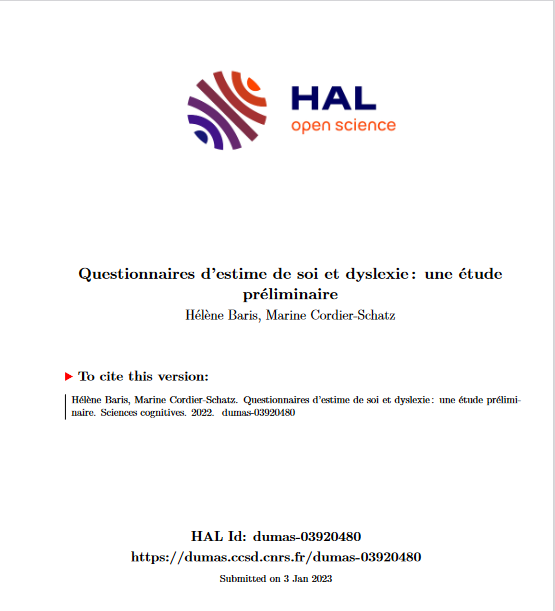 HAL
open science
Questionnaires d'estime de soi et dyslexie : une étude
préliminaire
Hélène Baris, Marine Cordier-Schatz
▶ To cite this version:
Hélène Baris, Marine Cordier-Schatz. Questionnaires d'estime de soi et dyslexie : une étude prélimi-
naire. Sciences cognitives. 2022. dumas-03920480
HAL Id: dumas-03920480
https://dumas.ccsd.cnrs.fr/dumas-03920480
Submitted on 3 Jan 2023